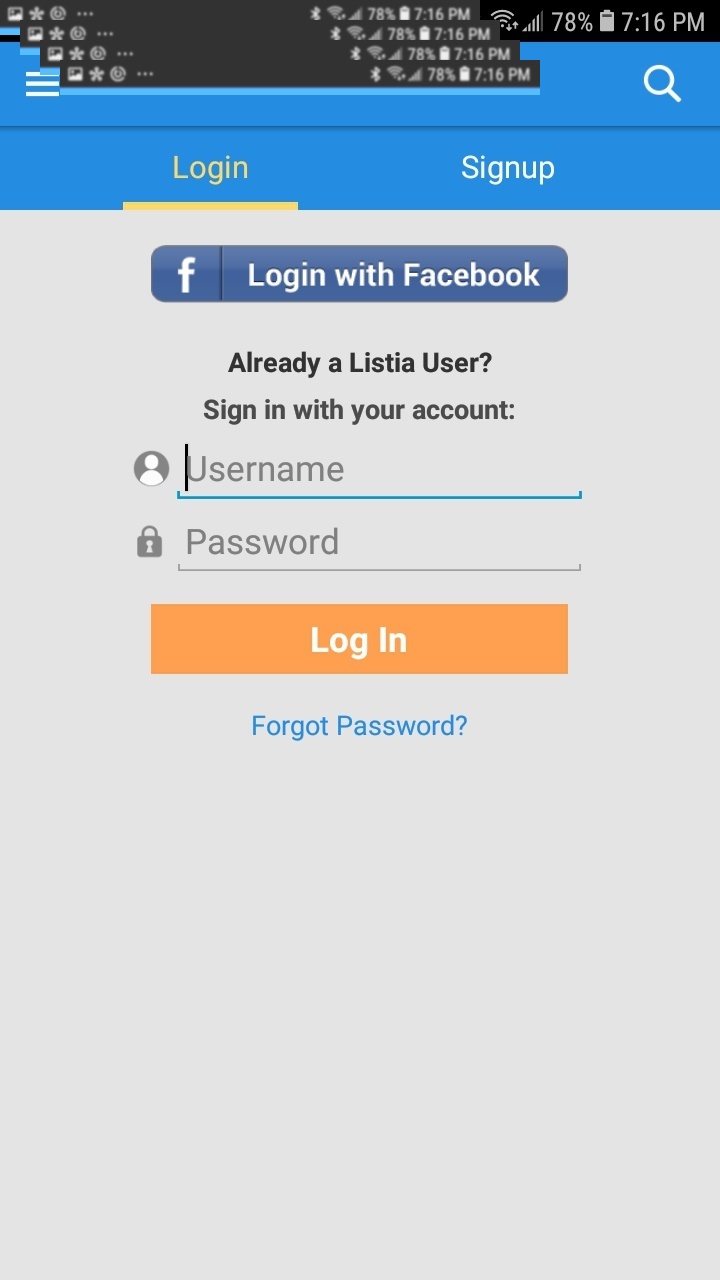 78% 7:16 PM
78% 7:16 PM
78% 7:16 PM
78% 7:16 PM
78% 7:16 PM
Login Signup
f Login with Facebook
Already a Listia User?
Sign in with your account:
Username
Password
Log In
Forgot Password?